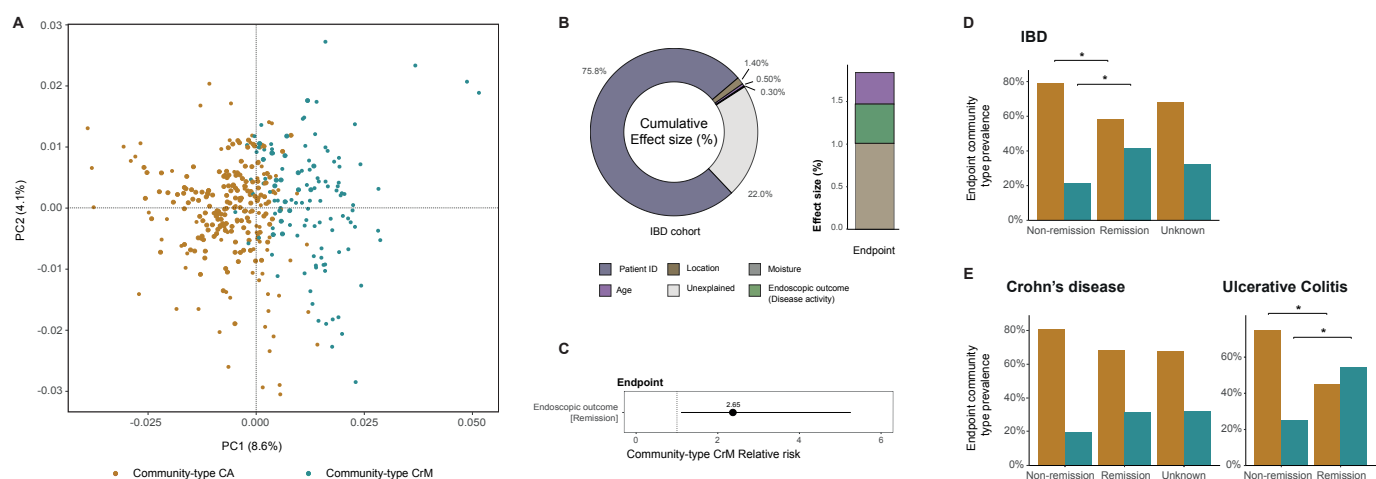 A
0.03
0.02
0.01
0.00
-0.01
-0.02
-0.03
PC2 (4.1%)
-0.025
0.000
0.025
0.050
PC1 (8.6%)
Community-type CA
Community-type CrM
B
75.8%
1.40%
0.50%
0.30%
22.0%
Cumulative
Effect size (%)
IBD cohort
Effect size (%)
1.5
1.0
0.5
0.0
Endpoint
Patient ID
Location
Moisture
Age
Unexplained
Endoscopic outcome
(Disease activity)
C
Endpoint
Endoscopic outcome
[Remission]
2.65
0
2
4
6
Community-type CrM Relative risk
D
IBD
*
*
Endpoint community
type prevalence
80%
60%
40%
20%
0%
Non-remission
Remission
Unknown
E
Crohn's disease
Endpoint community
type prevalence
80%
60%
40%
20%
0%
Non-remission
Remission
Unknown
Ulcerative Colitis
*
*
60%
40%
20%
0%
Non-remission
Remission